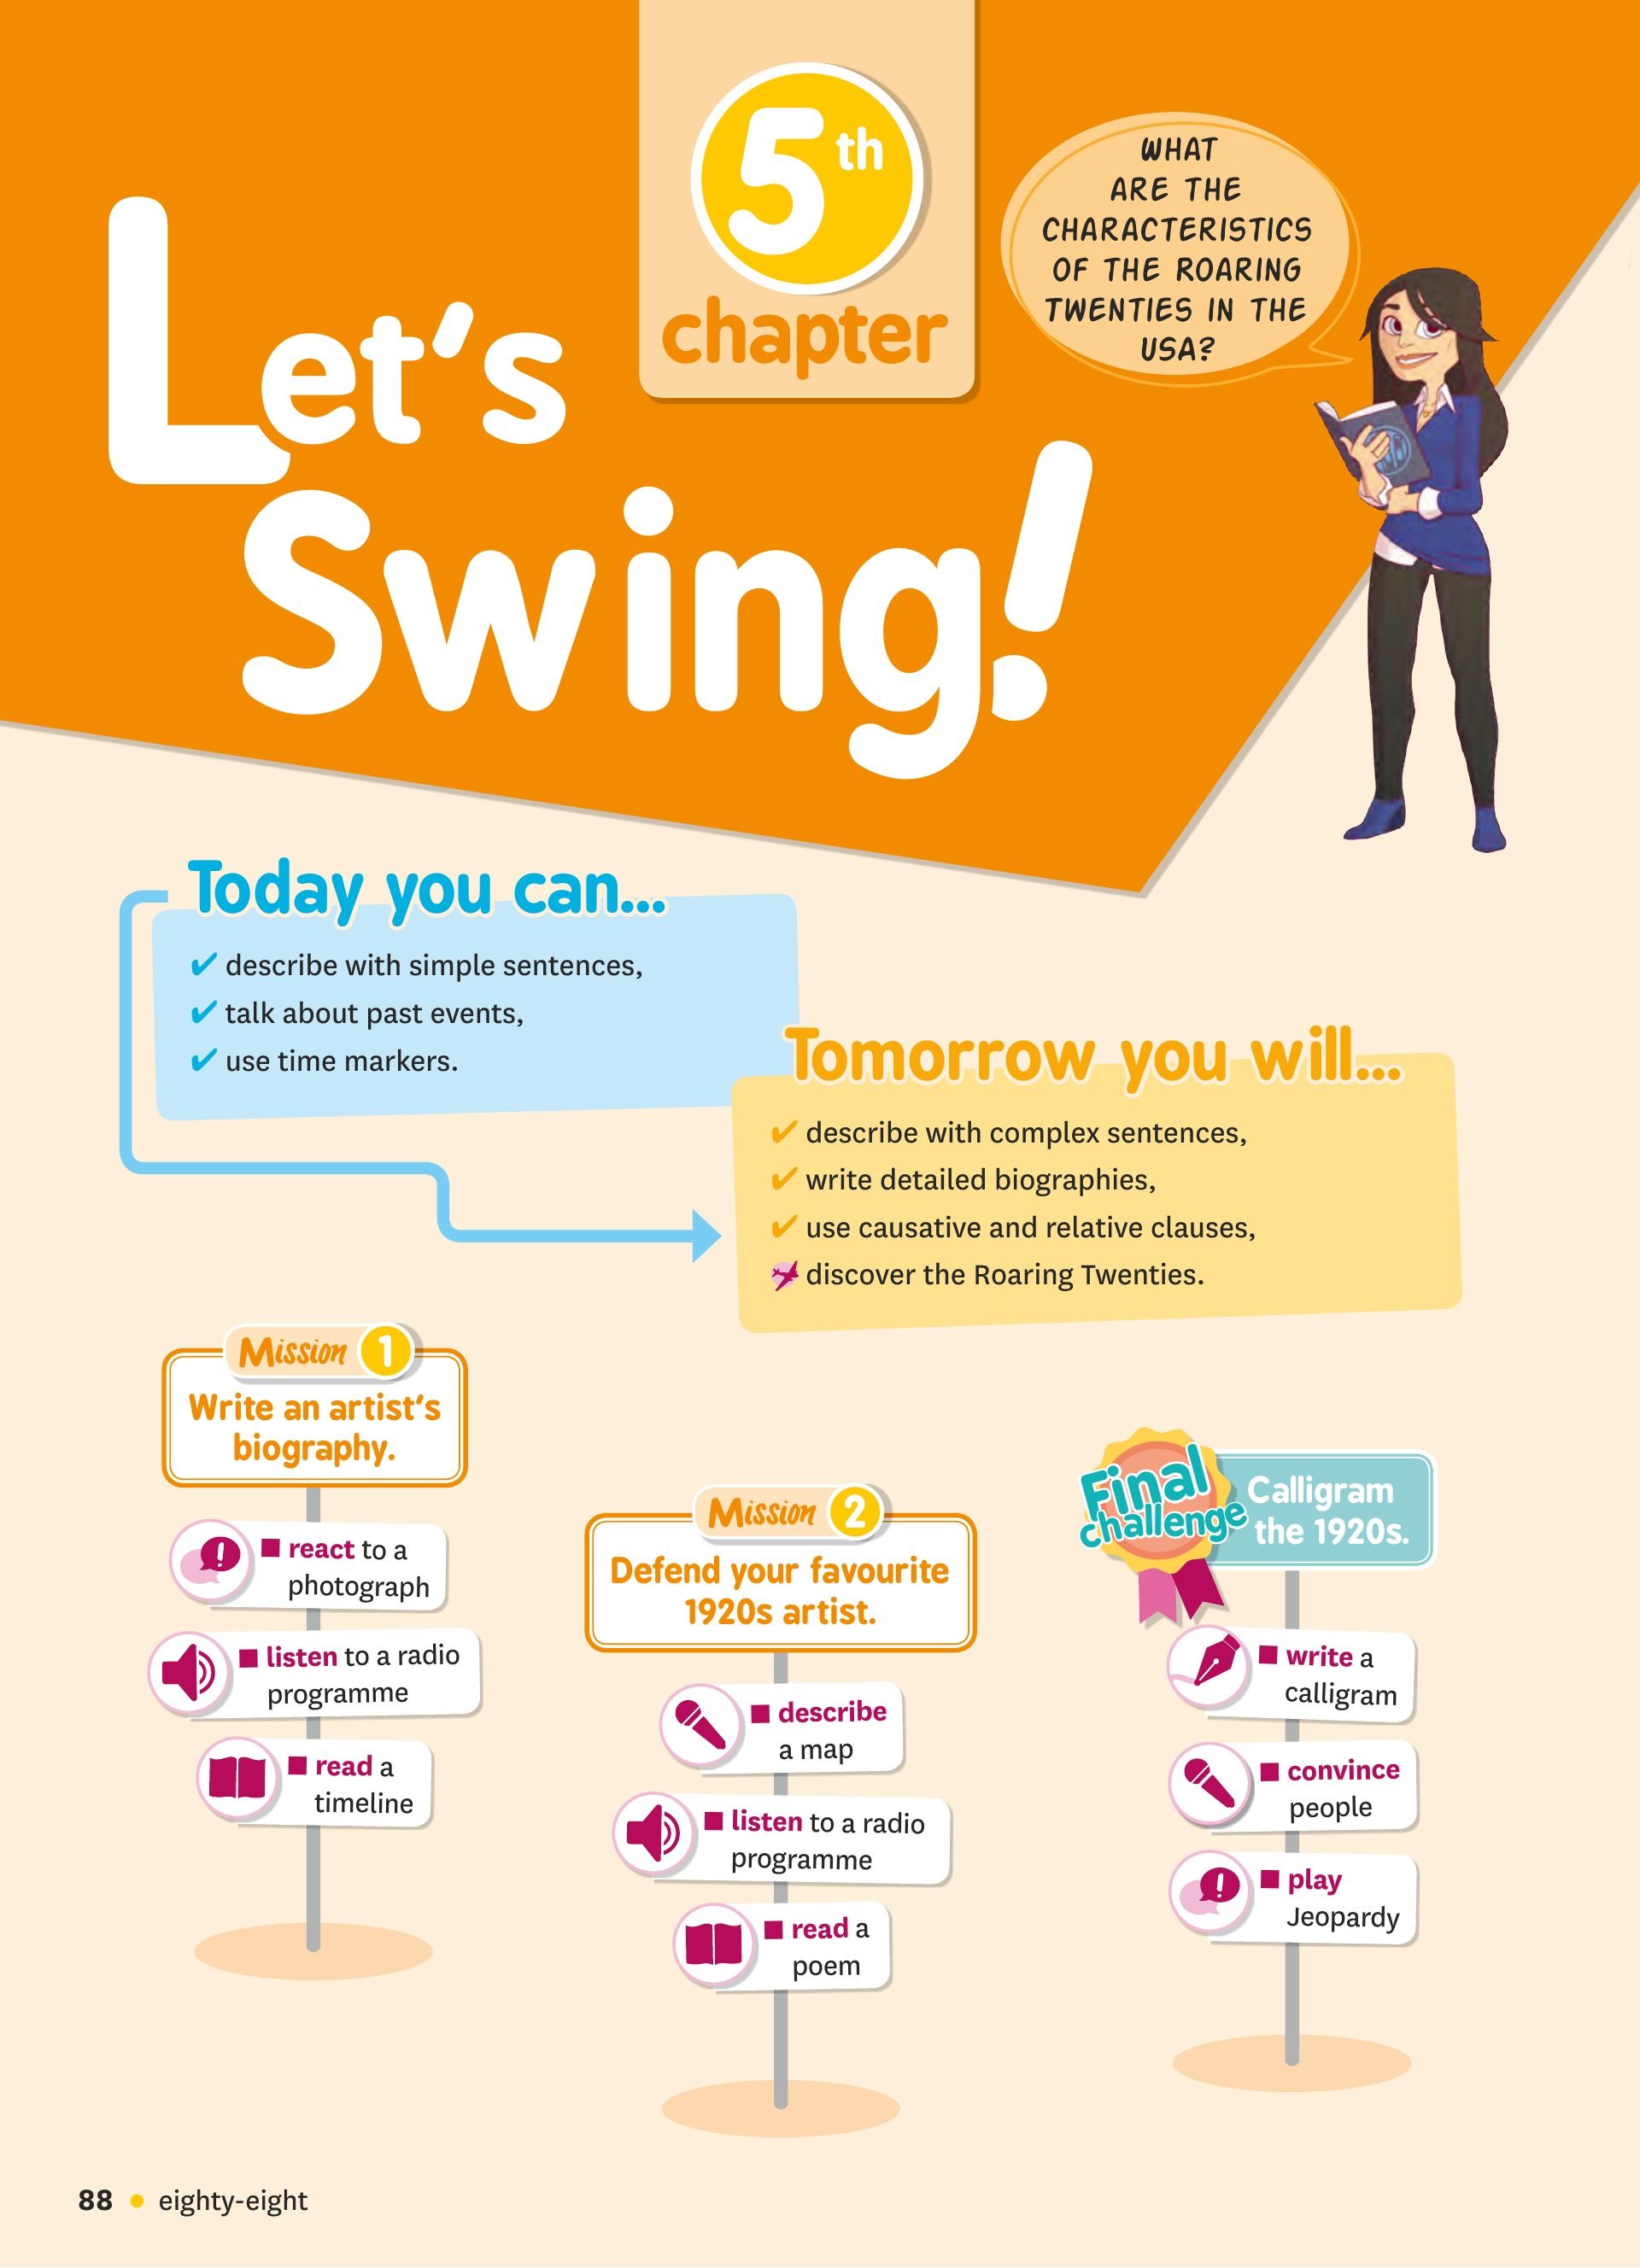 5th
chapter
Let's
Swing!
WHAT
ARE THE
CHARACTERISTICS
OF THE ROARING
TWENTIES IN THE
USA?
Today you can...
✔ describe with simple sentences,
✔ talk about past events,
✔ use time markers.
Tomorrow you will...
✔ describe with complex sentences,
✔ write detailed biographies,
✔ use causative and relative clauses,
discover the Roaring Twenties.
Mission 1
Write an artist's
biography.
■ react to a
photograph
■ listen to a radio
programme
■ read a
timeline
Mission 2
Defend your favourite
1920s artist.
■ describe
a map
■ listen to a radio
programme
■ read a
poem
Final
challenge
Calligram
the 1920s.
■ write a
calligram
■ convince
people
■ play
Jeopardy
88 • eighty-eight